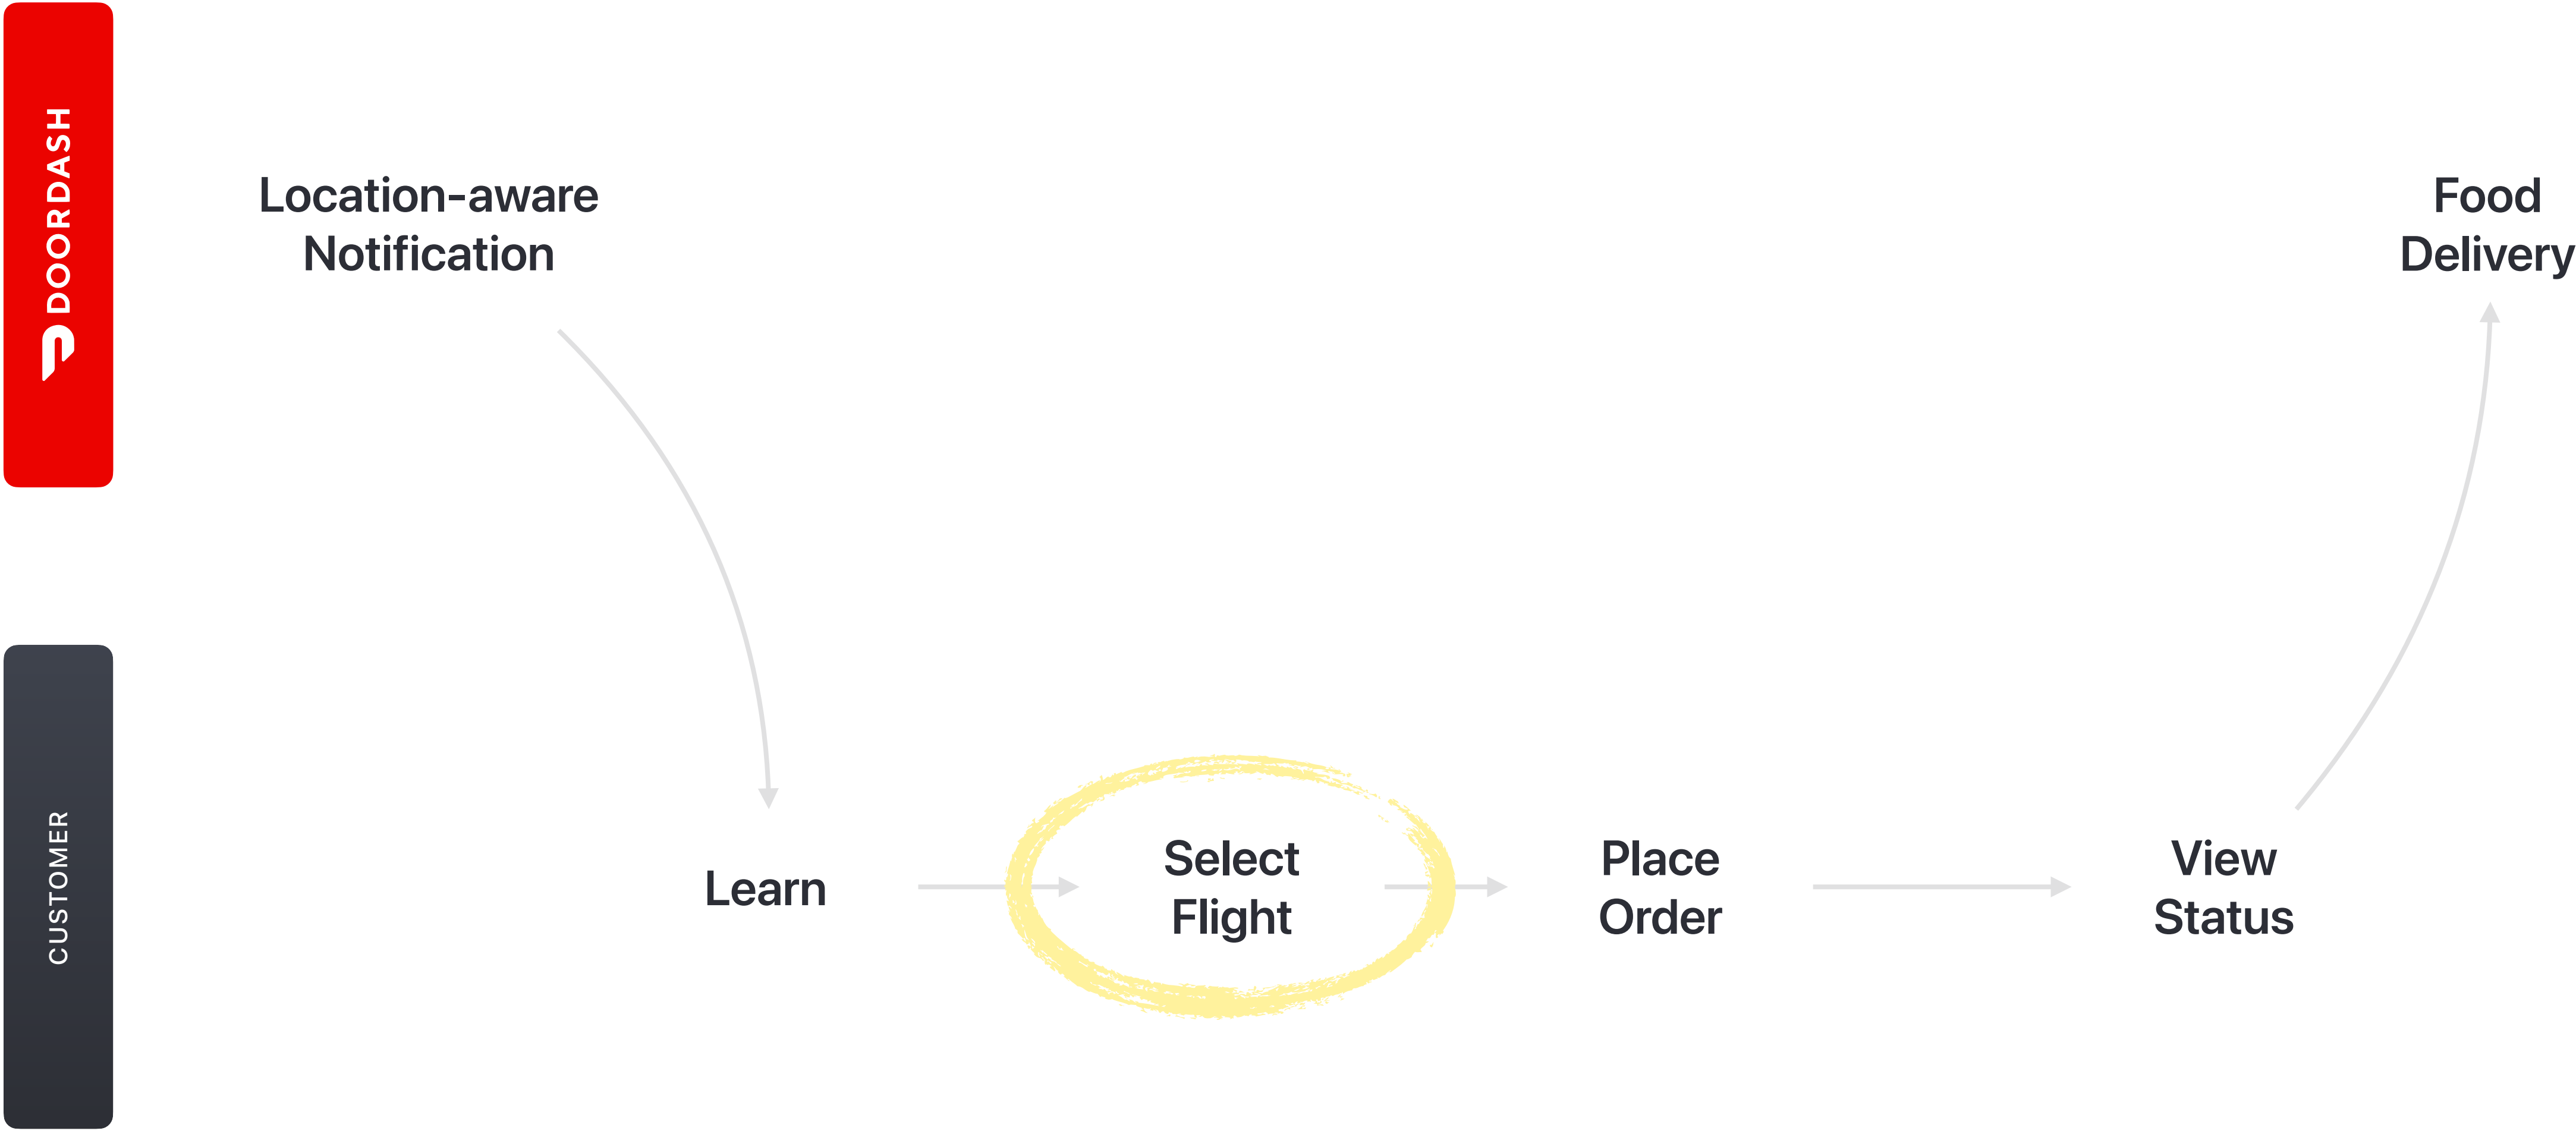 DOORDASH
Location-aware
Notification
Food
Delivery
CUSTOMER
Learn
Select
Flight
Place
Order
View
Status